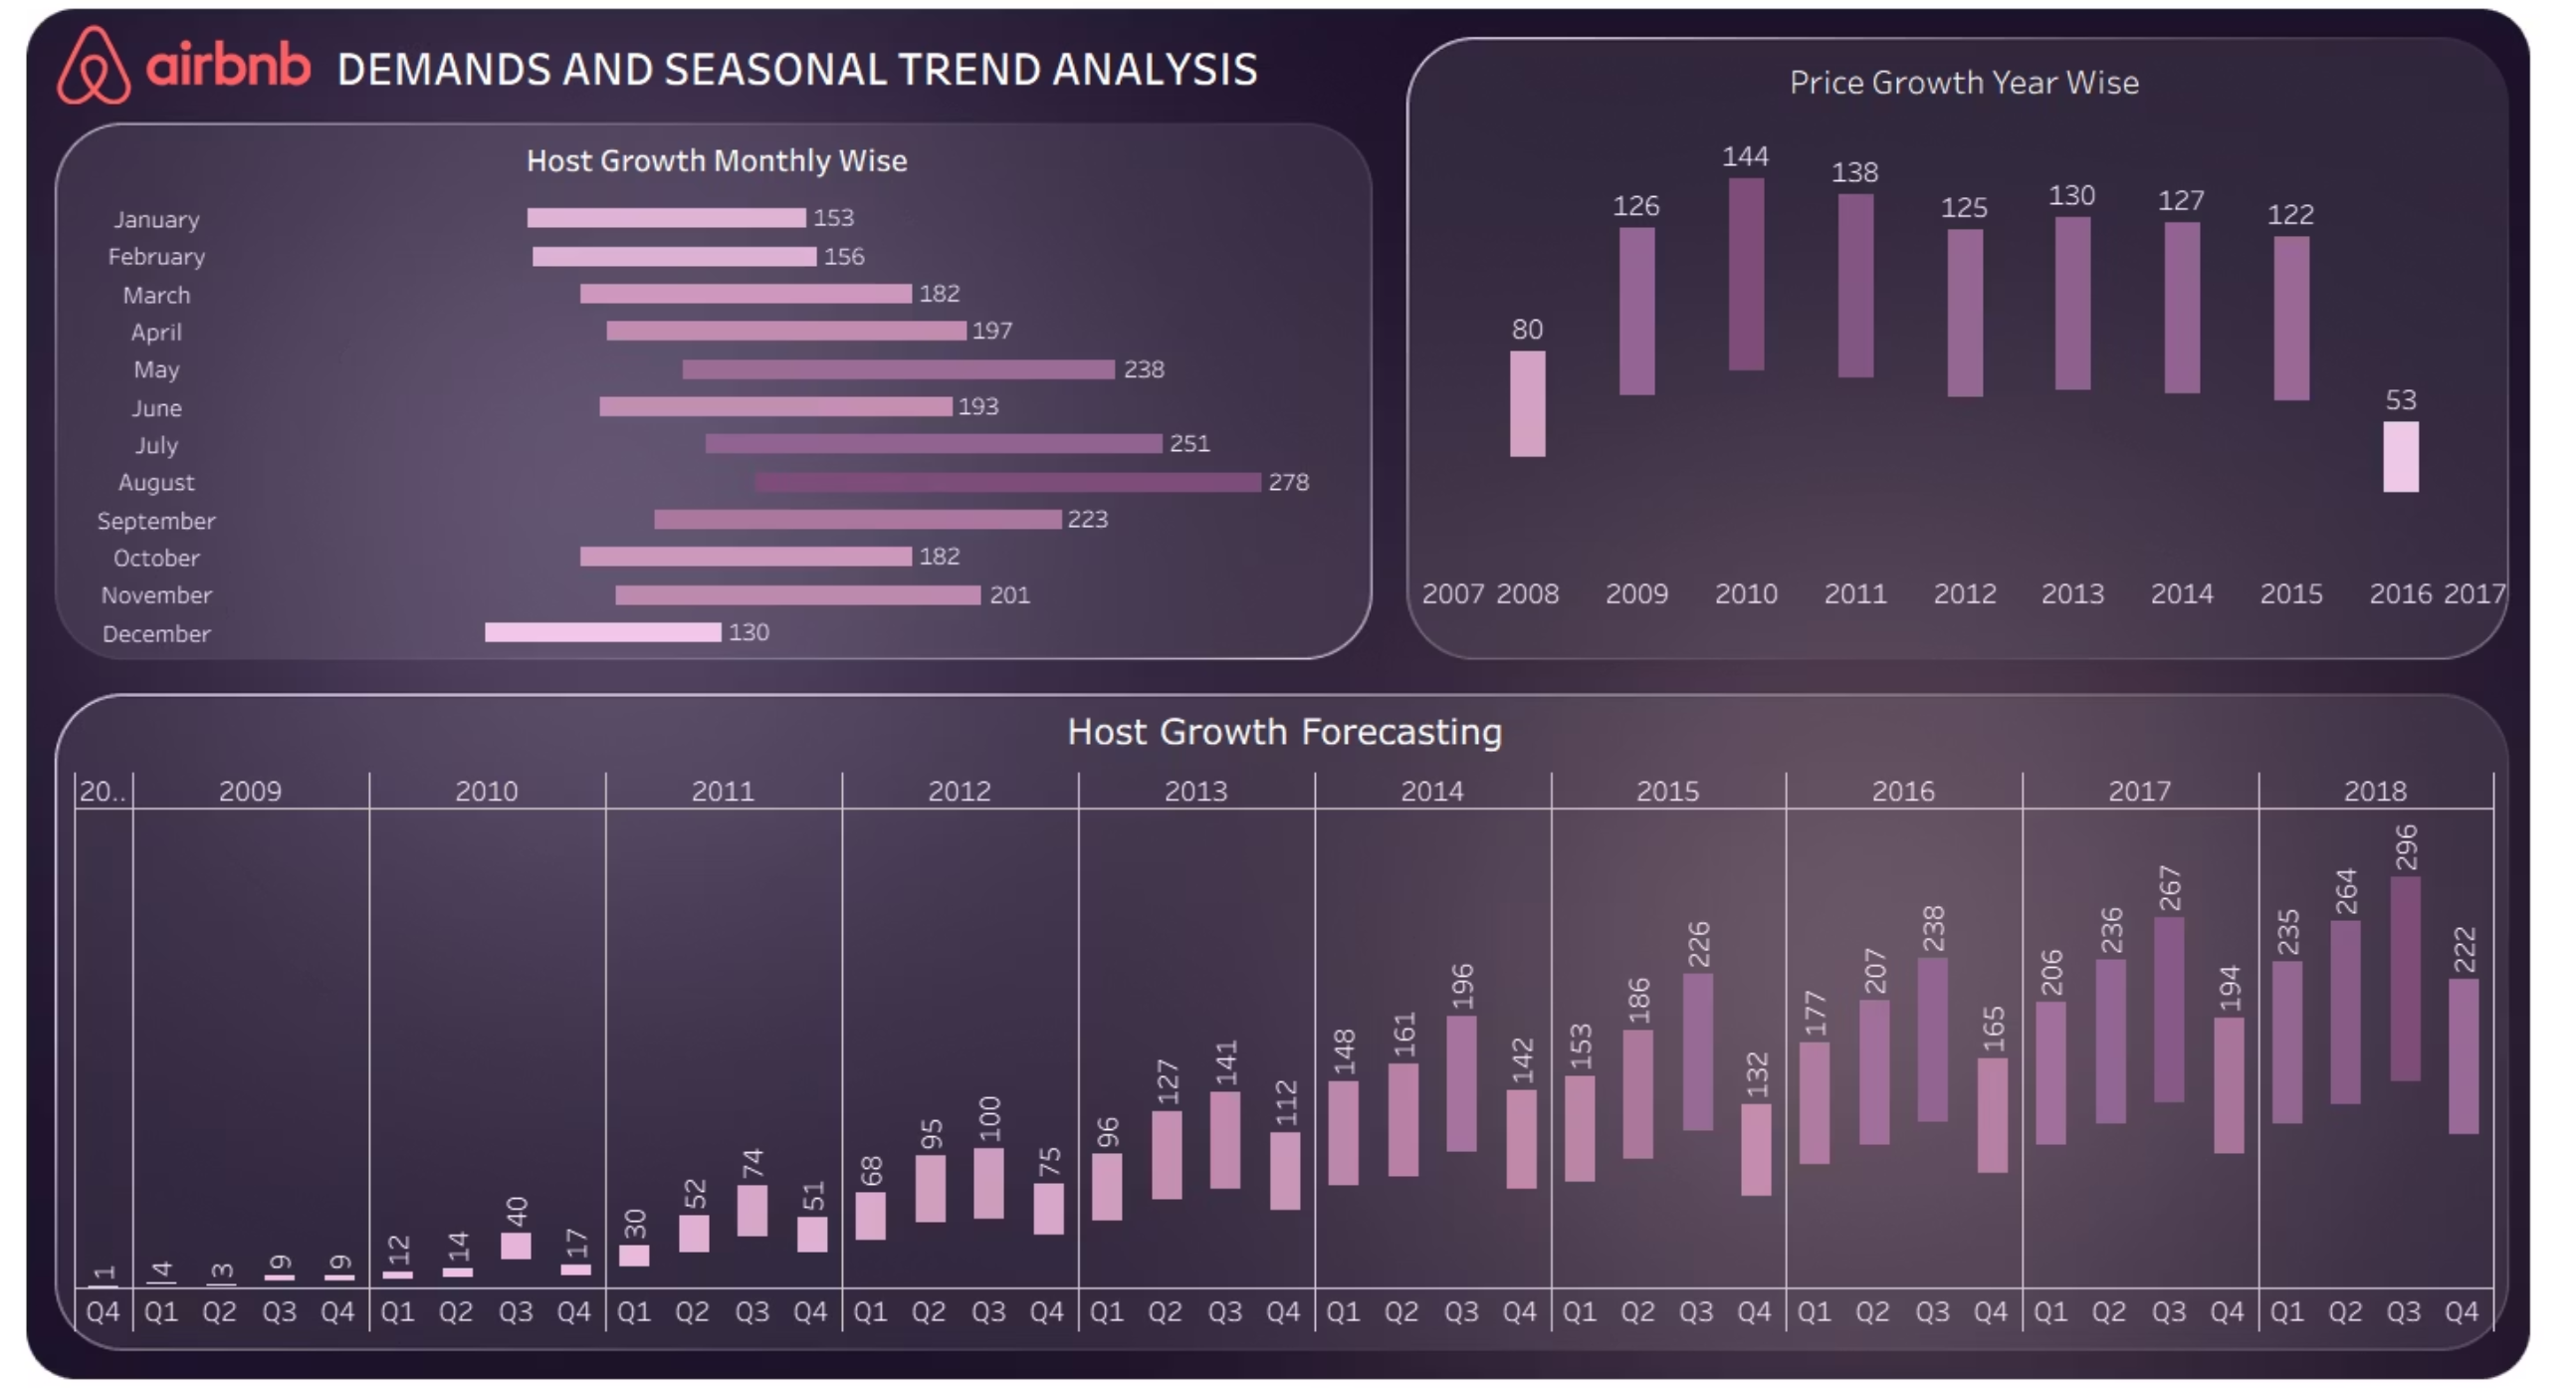 airbnb DEMANDS AND SEASONAL TREND ANALYSIS
Host Growth Monthly Wise
January 153
February 156
March 182
April 197
May 238
June 193
July 251
August 278
September 223
October 182
November 201
December 130
Price Growth Year Wise
80 126 144 138 125 130 127 122 53
2007 2008 2009 2010 2011 2012 2013 2014 2015 2016 2017
Host Growth Forecasting
20.. 2009 2010 2011 2012 2013 2014 2015 2016 2017 2018
1 4 3 9 9 12 14 40 17 30 52 74 51 68 95 100 75 96 127 141 112 148 161 196 142 153 186 226 132 177 207 238 165 206 236 267 194 235 264 296 222
Q4 Q1 Q2 Q3 Q4 Q1 Q2 Q3 Q4 Q1 Q2 Q3 Q4 Q1 Q2 Q3 Q4 Q1 Q2 Q3 Q4 Q1 Q2 Q3 Q4 Q1 Q2 Q3 Q4 Q1 Q2 Q3 Q4 Q1 Q2 Q3 Q4 Q1 Q2 Q3 Q4